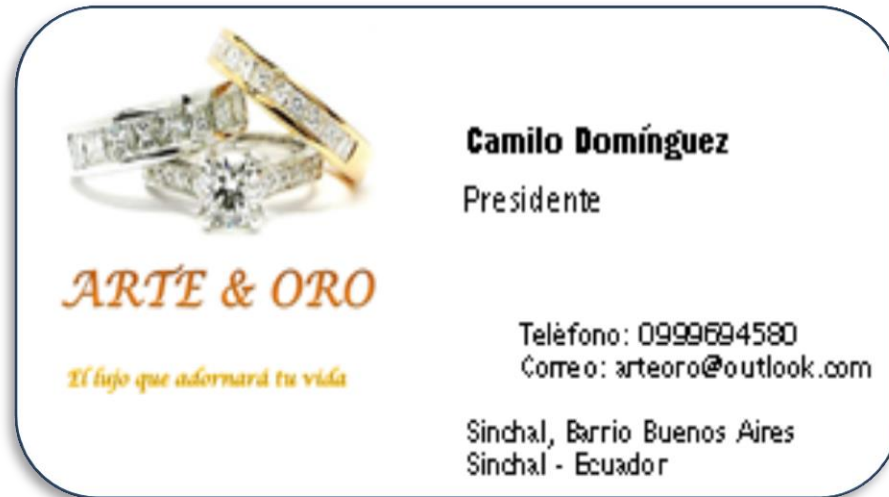 ARTE & ORO
El lujo que adornará tu vida
Camilo Domínguez
Presidente
Telèfono: 0999694580
Correo: arteoro@outlook.com
Sinchal, Barrio Buenos Aires
Sinchal - Ecuador